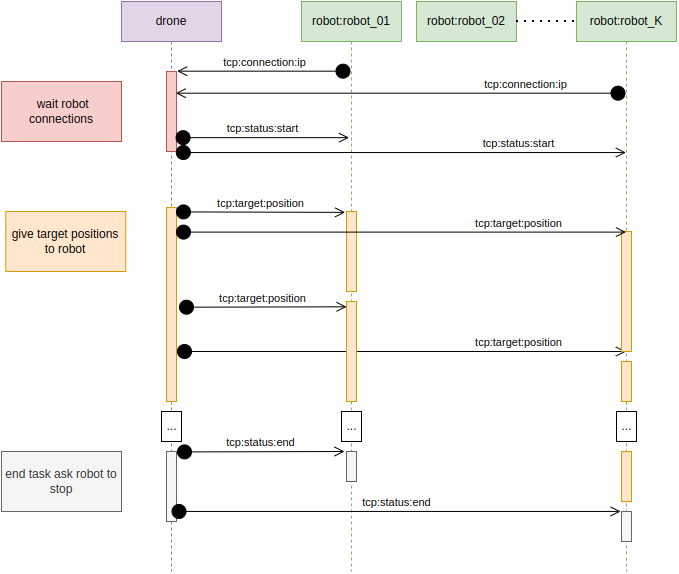 drone
robot:robot_01
robot:robot_02
robot:robot_K
tcp:connection:ip
tcp:connection:ip
wait robot
connections
tcp:status:start
tcp:status:start
tcp:target:position
tcp:target:position
give target positions
to robot
tcp:target:position
tcp:target:position
...
...
...
tcp:status:end
end task ask robot to
stop
tcp:status:end